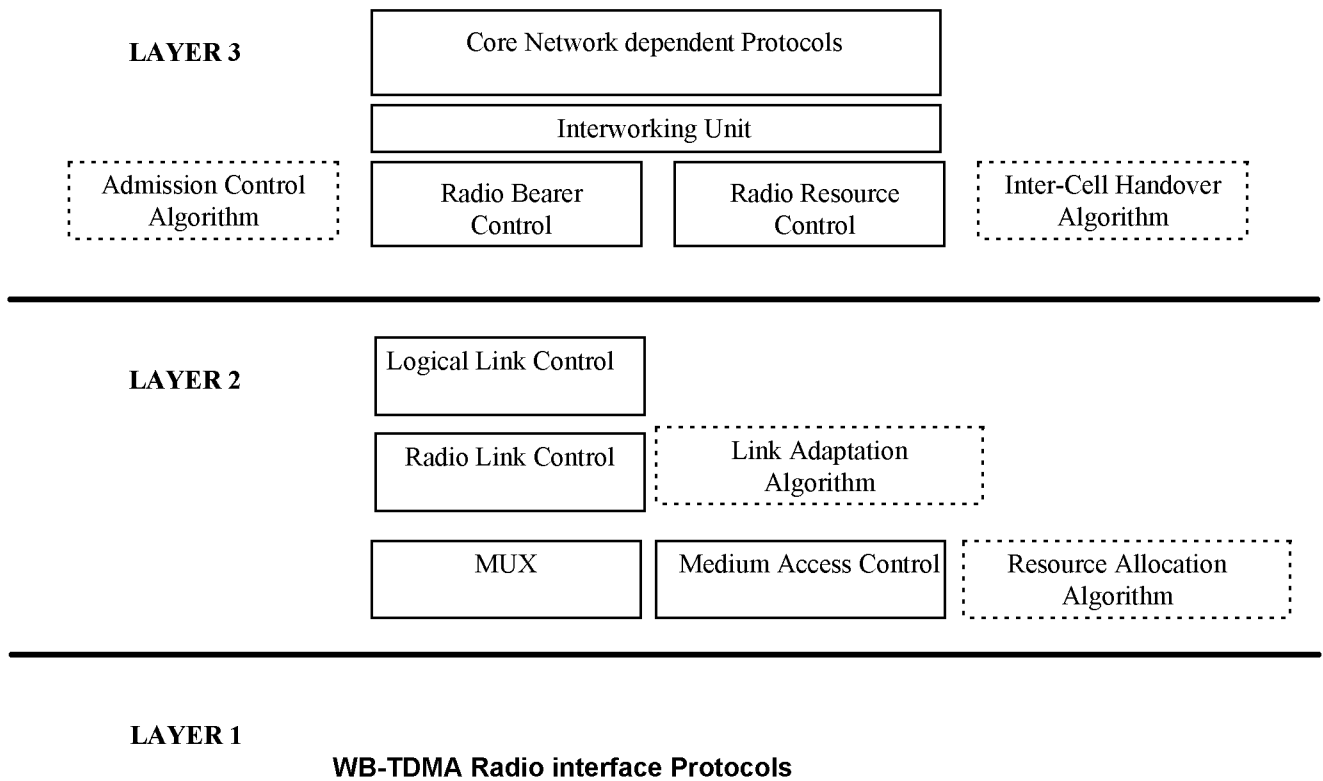 LAYER 3
Core Network dependent Protocols
Interworking Unit
Admission Control
Algorithm
Radio Bearer
Control
Radio Resource
Control
Inter-Cell Handover
Algorithm
LAYER 2
Logical Link Control
Radio Link Control
Link Adaptation
Algorithm
MUX
Medium Access Control
Resource Allocation
Algorithm
LAYER 1
WB-TDMA Radio interface Protocols